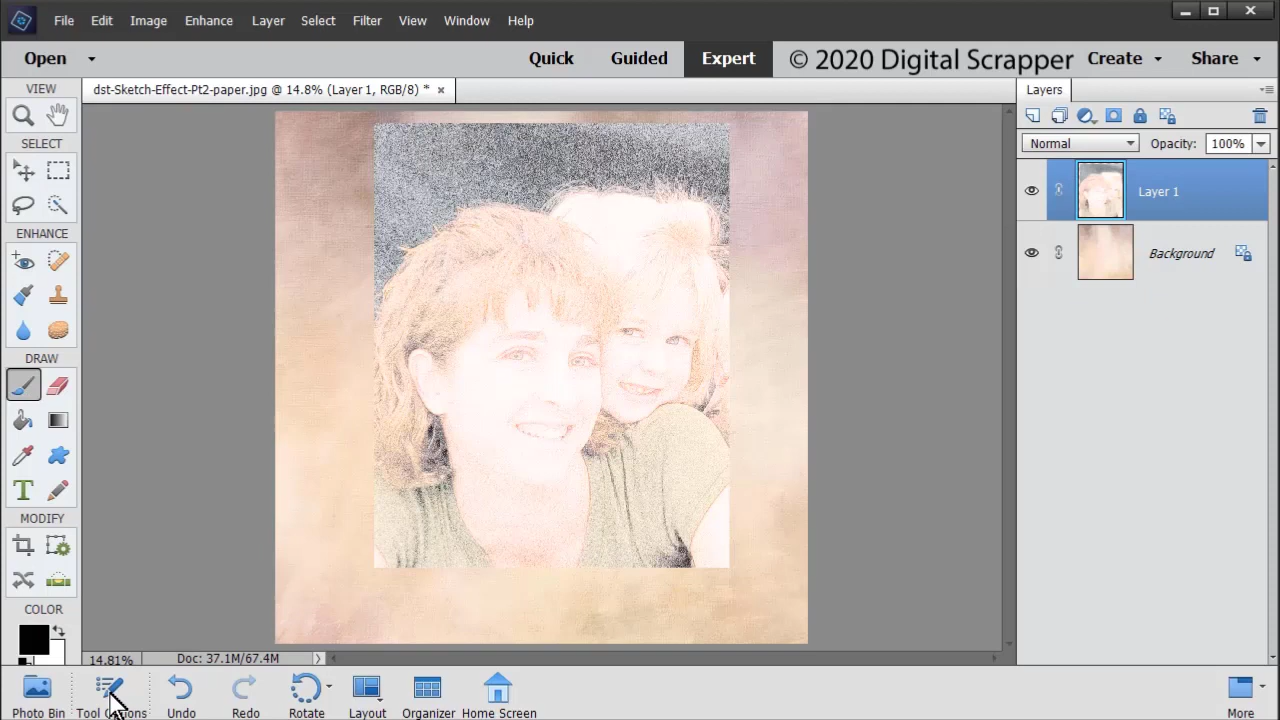 File Edit Image Enhance Layer Select Filter View Window Help
Open Quick Guided Expert © 2020 Digital Scrapper Create Share
VIEW dst-Sketch-Effect-Pt2-paper.jpg @ 14.8% (Layer 1, RGB/8) * × Layers
SELECT
Normal Opacity: 100%
Layer 1
ENHANCE
Background
DRAW
T
MODIFY
COLOR
14.81% Doc: 37.1M/67.4M
Photo Bin Tool Undo Redo Rotate Layout Organizer Home Screen More